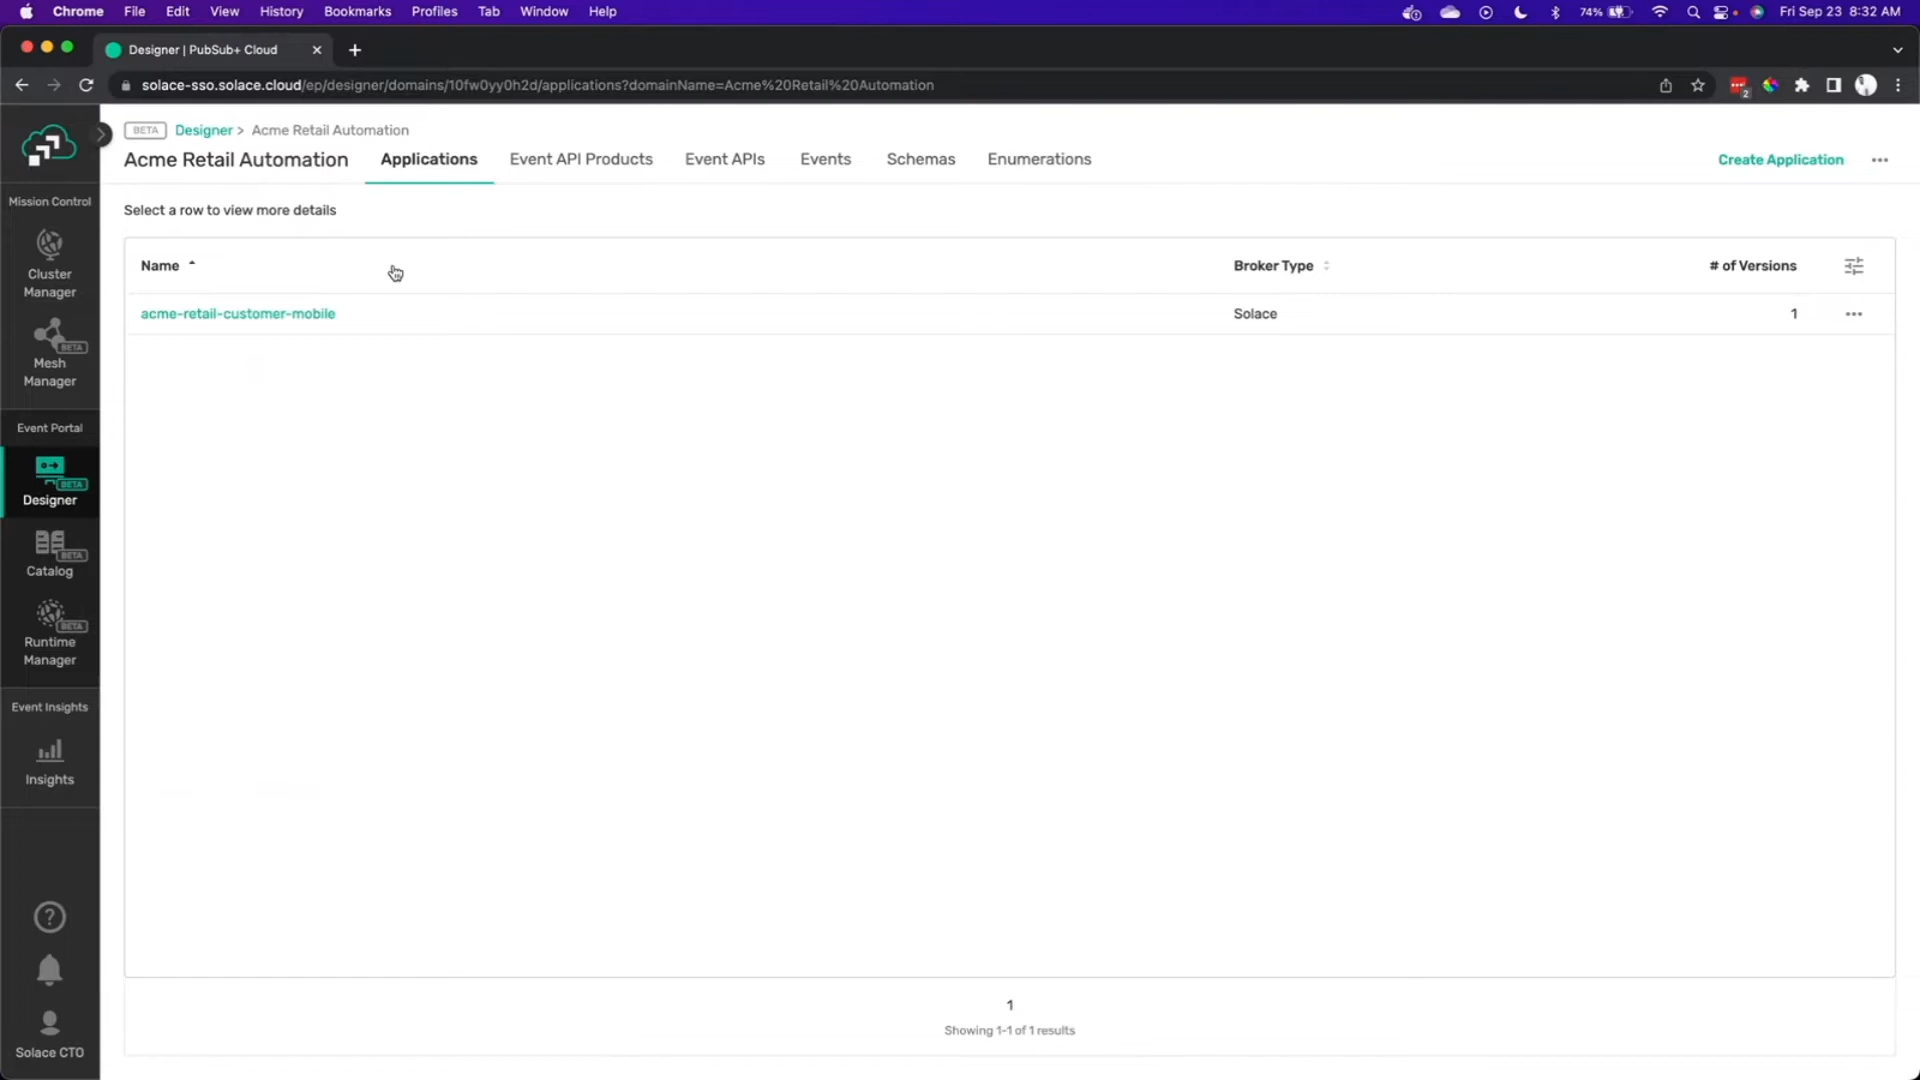 Chrome File Edit View History Bookmarks Profiles Tab Window Help 74% Fri Sep 23 8:32 AM
Designer | PubSub+ Cloud
solace-sso.solace.cloud/ep/designer/domains/10fw0yy0h2d/applications?domainName=Acme%20Retail%20Automation 2
BETA Designer > Acme Retail Automation
Acme Retail Automation Applications Event API Products Event APIs Events Schemas Enumerations Create Application
Mission Control
Cluster
Manager
BETA
Mesh
Manager
Event Portal
BETA
Designer
BETA
Catalog
BETA
Runtime
Manager
Event Insights
Insights
Solace CTO
Select a row to view more details
Name Broker Type # of Versions
acme-retail-customer-mobile Solace 1
1
Showing 1-1 of 1 results